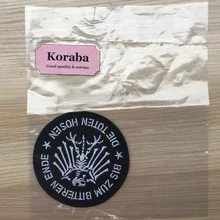 Koraba
Good quality & service
DIE TOTEN HOSEN
★ BIS ZUM BITTEREN ENDE ★